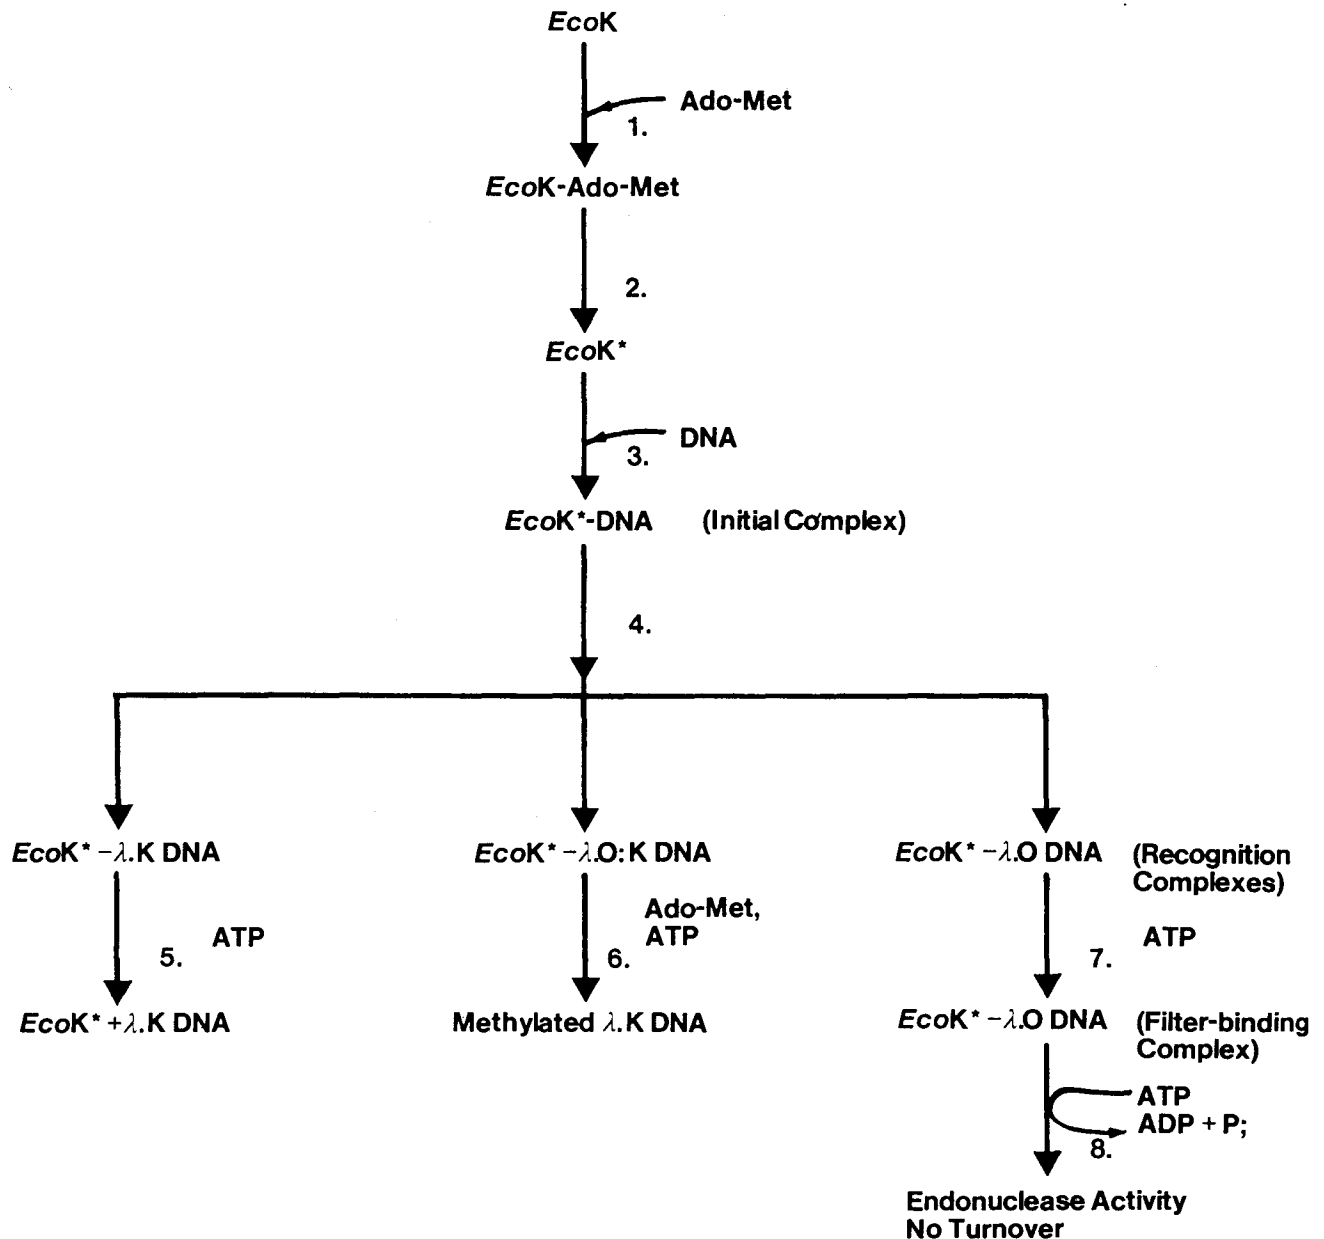 EcoK
Ado-Met
1.
EcoK-Ado-Met
2.
EcoK*
DNA
3.
EcoK*-DNA (Initial Complex)
4.
EcoK* –λ.K DNA
EcoK* –λ.O:K DNA
EcoK* –λ.O DNA (Recognition
Complexes)
ATP
5.
Ado-Met,
ATP
6.
ATP
7.
EcoK* +λ.K DNA
Methylated λ.K DNA
EcoK* –λ.O DNA (Filter-binding
Complex)
ATP
ADP + P;
8.
Endonuclease Activity
No Turnover